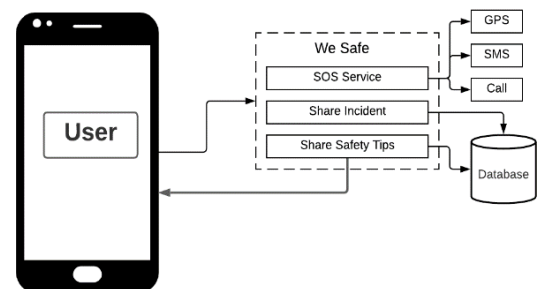 User
We Safe
SOS Service
Share Incident
Share Safety Tips
GPS
SMS
Call
Database